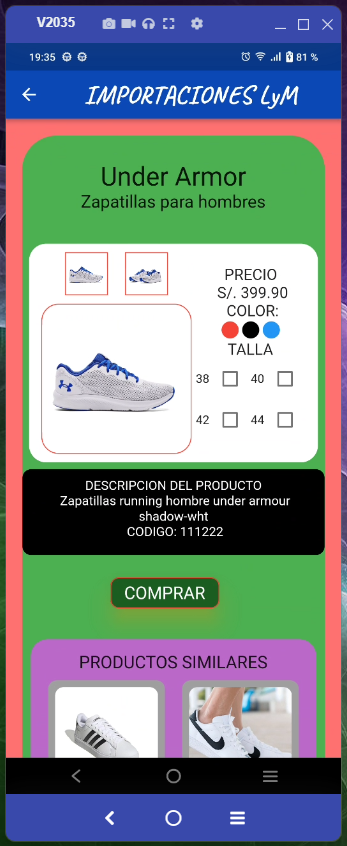 V2035
19:35
81 %
IMPORTACIONES LyM
Under Armor
Zapatillas para hombres
PRECIO
S/. 399.90
COLOR:
TALLA
38
40
42
44
DESCRIPCION DEL PRODUCTO
Zapatillas running hombre under armour
shadow-wht
CODIGO: 111222
COMPRAR
PRODUCTOS SIMILARES